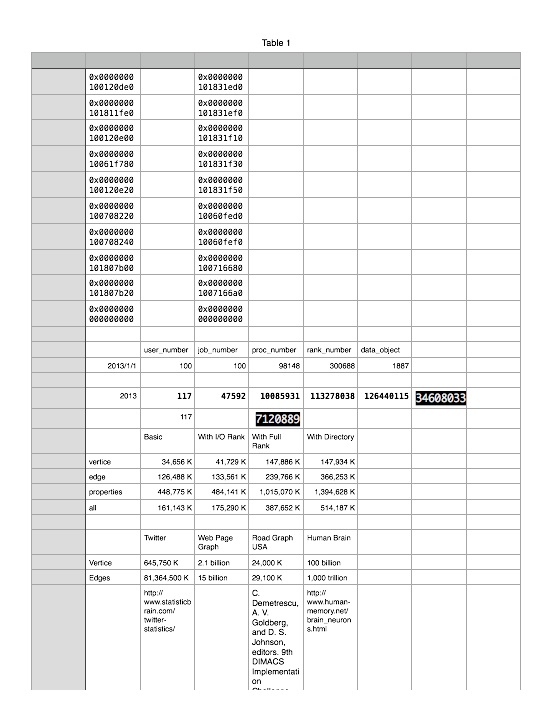 Table 1
0x0000000 0x0000000
100120de0 101831ed0
0x0000000 0x0000000
101811fe0 101831ef0
0x0000000 0x0000000
100120e00 101831f10
0x0000000 0x0000000
10061f780 101831f30
0x0000000 0x0000000
100120e20 101831f50
0x0000000 0x0000000
100708220 10060fed0
0x0000000 0x0000000
100708240 10060fef0
0x0000000 0x0000000
101807b00 100716680
0x0000000 0x0000000
101807b20 1007166a0
0x0000000 0x0000000
000000000 000000000
user_number job_number proc_number rank_number data_object
2013/1/1 100 100 98148 300688 1887
2013 117 47592 10085931 113278038 126440115 34608033
117 7120889
Basic With I/O Rank With Full With Directory
Rank
vertice 34,656 K 41,729 K 147,886 K 147,934 K
edge 126,488 K 133,561 K 239,766 K 366,253 K
properties 448,775 K 484,141 K 1,015,070 K 1,394,628 K
all 161,143 K 175,290 K 387,652 K 514,187 K
Twitter Web Page Road Graph Human Brain
Graph USA
Vertice 645,750 K 2.1 billion 24,000 K 100 billion
Edges 81,364,500 K 15 billion 29,100 K 1,000 trillion
http:// C. http://
www.statisticb Demetrescu, www.human-
rain.com/ A. V. memory.net/
twitter- Goldberg, brain_neuron
statistics/ and D. S. s.html
Johnson,
editors. 9th
DIMACS
Implementati
on